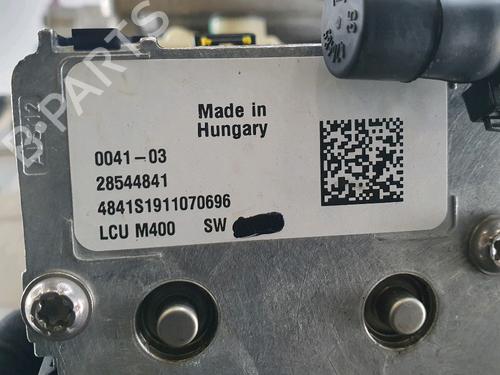 Made in
Hungary
0041-03
28544841
4841S1911070696
LCU M400 SW
B-PARTS